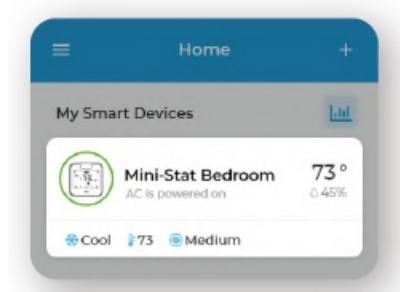 Home
My Smart Devices
Mini-Stat Bedroom 73°
AC is powered on 45%
Cool 73 Medium